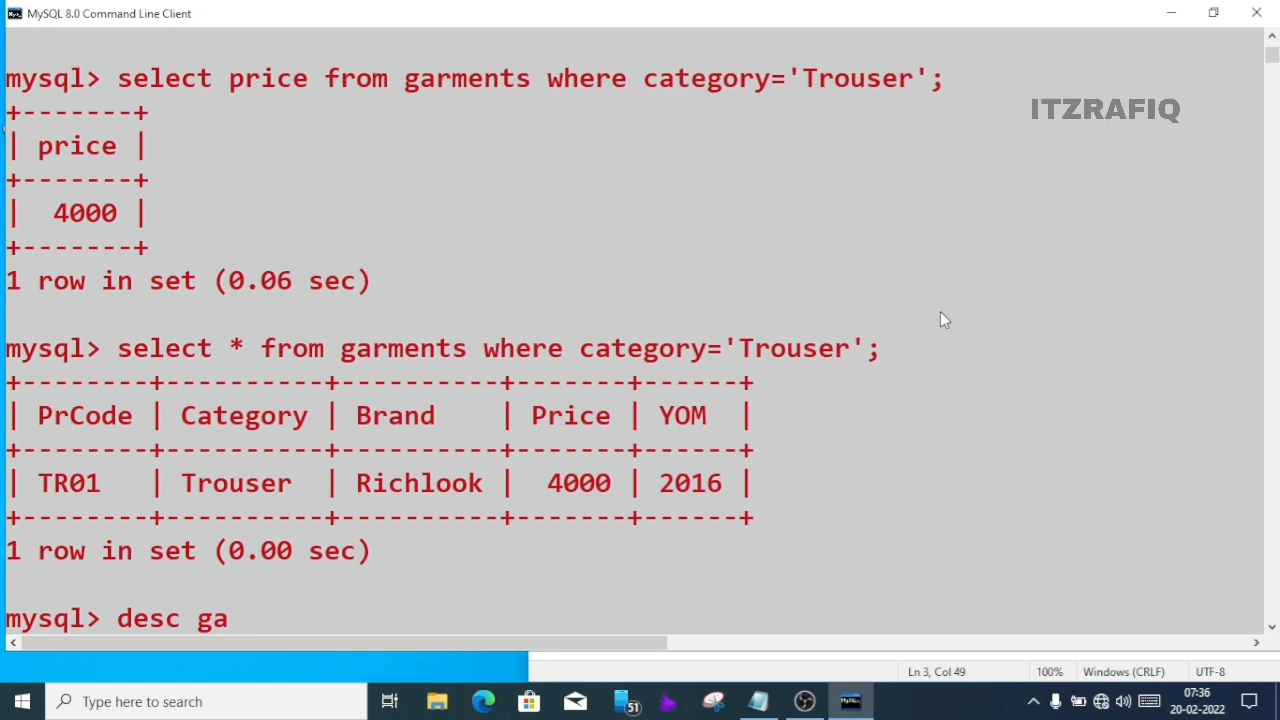 MySQL 8.0 Command Line Client
mysql> select price from garments where category='Trouser';
+-------+
| price |
+-------+
|  4000 |
+-------+
1 row in set (0.06 sec)
ITZRAFIQ
mysql> select * from garments where category='Trouser';
+--------+----------+----------+-------+------+
| PrCode | Category | Brand    | Price | YOM  |
+--------+----------+----------+-------+------+
| TR01   | Trouser  | Richlook |  4000 | 2016 |
+--------+----------+----------+-------+------+
1 row in set (0.00 sec)
mysql> desc ga
Ln 3, Col 49 100% Windows (CRLF) UTF-8
Type here to search
51
07:36
20-02-2022